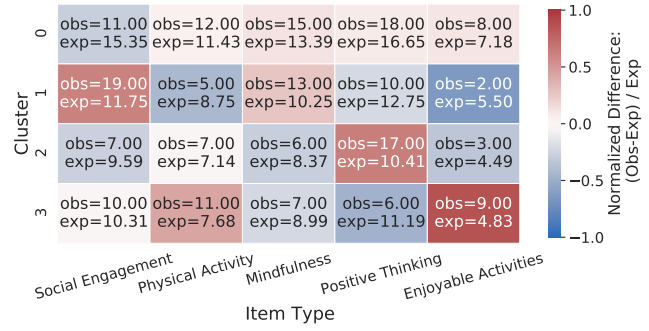 obs=11.00 obs=12.00 obs=15.00 obs=18.00 obs=8.00
exp=15.35 exp=11.43 exp=13.39 exp=16.65 exp=7.18
obs=19.00 obs=5.00 obs=13.00 obs=10.00 obs=2.00
exp=11.75 exp=8.75 exp=10.25 exp=12.75 exp=5.50
obs=7.00 obs=7.00 obs=6.00 obs=17.00 obs=3.00
exp=9.59 exp=7.14 exp=8.37 exp=10.41 exp=4.49
obs=10.00 obs=11.00 obs=7.00 obs=6.00 obs=9.00
exp=10.31 exp=7.68 exp=8.99 exp=11.19 exp=4.83
0
1
2
3
Cluster
Social Engagement
Physical Activity
Mindfulness
Positive Thinking
Enjoyable Activities
Item Type
1.0
0.5
0.0
−0.5
−1.0
Normalized Difference:
(Obs-Exp) / Exp